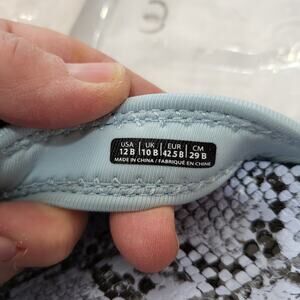 USA | UK | EUR | CM
12 B | 10 B | 42.5 B | 29 B
MADE IN CHINA / FABRIQUÉ EN CHINE